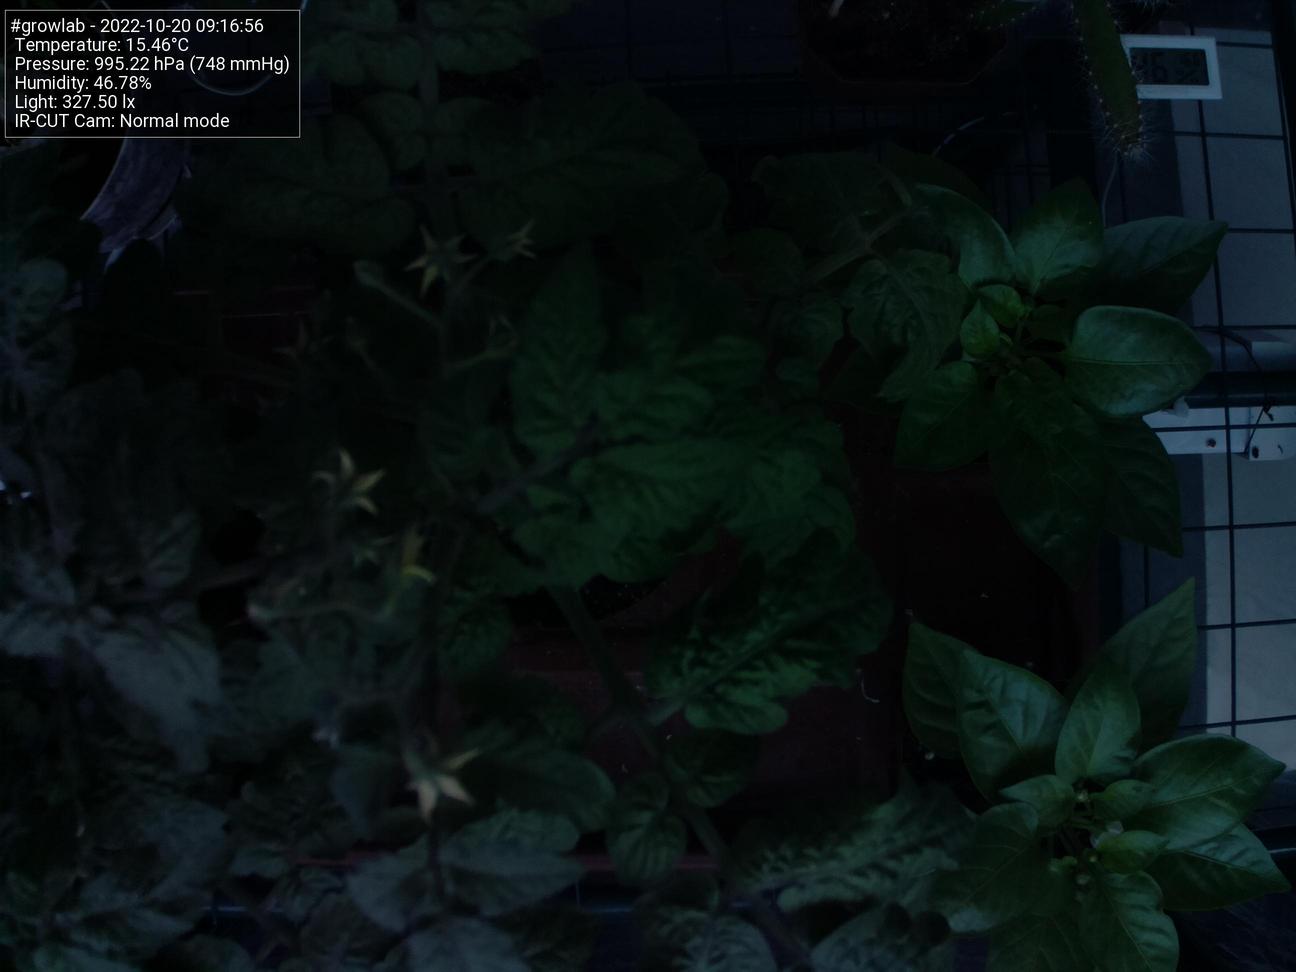 #growlab - 2022-10-20 09:16:56
Temperature: 15.46°C
Pressure: 995.22 hPa (748 mmHg)
Humidity: 46.78%
Light: 327.50 lx
IR-CUT Cam: Normal mode